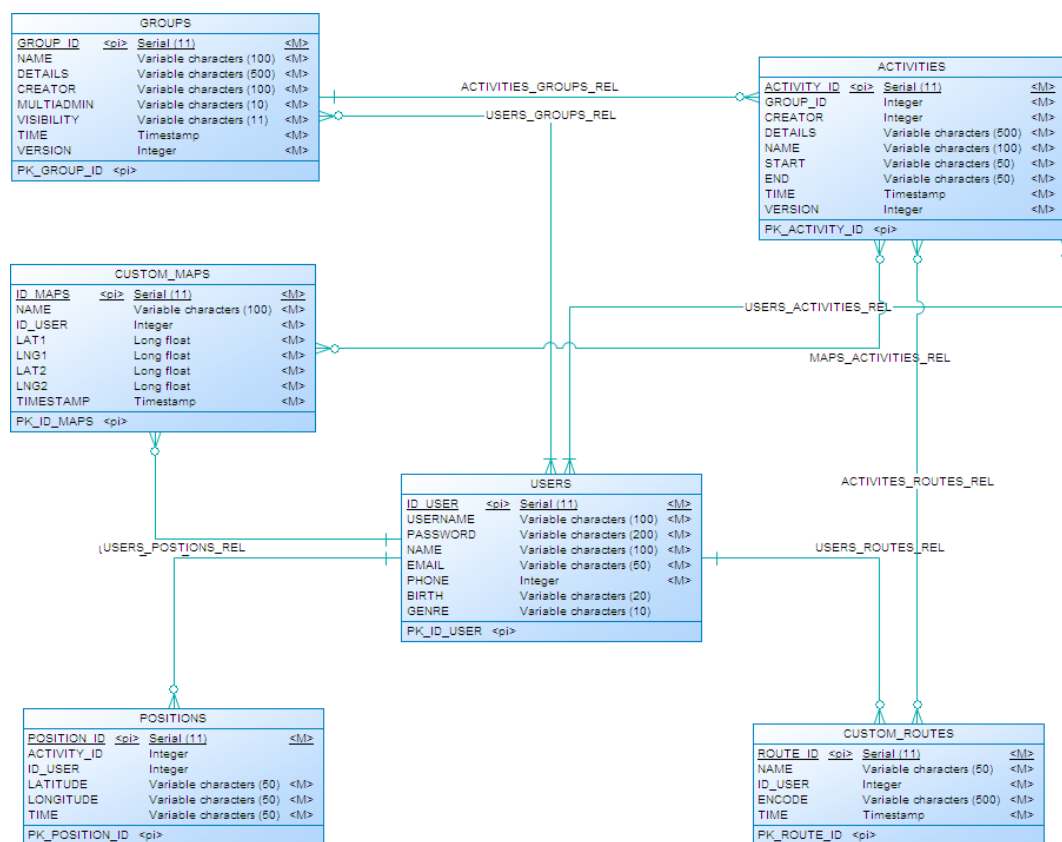 GROUPS
GROUP_ID <pi> Serial (11) <M>
NAME Variable characters (100) <M>
DETAILS Variable characters (500) <M>
CREATOR Variable characters (100) <M>
MULTIADMIN Variable characters (10) <M>
VISIBILITY Variable characters (11) <M>
TIME Timestamp <M>
VERSION Integer <M>
PK_GROUP_ID <pi>
ACTIVITIES_GROUPS_REL
USERS_GROUPS_REL
ACTIVITIES
ACTIVITY_ID <pi> Serial (11) <M>
GROUP_ID Integer <M>
CREATOR Integer <M>
DETAILS Variable characters (500) <M>
NAME Variable characters (100) <M>
START Variable characters (50) <M>
END Variable characters (50) <M>
TIME Timestamp <M>
VERSION Integer <M>
PK_ACTIVITY_ID <pi>
CUSTOM_MAPS
ID_MAPS <pi> Serial (11) <M>
NAME Variable characters (100) <M>
ID_USER Integer <M>
LAT1 Long float <M>
LNG1 Long float <M>
LAT2 Long float <M>
LNG2 Long float <M>
TIMESTAMP Timestamp <M>
PK_ID_MAPS <pi>
USERS_ACTIVITIES_REL
MAPS_ACTIVITIES_REL
USERS
ID_USER <pi> Serial (11) <M>
USERNAME Variable characters (100) <M>
PASSWORD Variable characters (200) <M>
NAME Variable characters (100) <M>
EMAIL Variable characters (50) <M>
PHONE Integer <M>
BIRTH Variable characters (20)
GENRE Variable characters (10)
PK_ID_USER <pi>
ACTIVITES_ROUTES_REL
USERS_POSTIONS_REL
USERS_ROUTES_REL
POSITIONS
POSITION_ID <pi> Serial (11) <M>
ACTIVITY_ID Integer
ID_USER Integer
LATITUDE Variable characters (50) <M>
LONGITUDE Variable characters (50) <M>
TIME Variable characters (50) <M>
PK_POSITION_ID <pi>
CUSTOM_ROUTES
ROUTE_ID <pi> Serial (11) <M>
NAME Variable characters (50) <M>
ID_USER Integer <M>
ENCODE Variable characters (500) <M>
TIME Timestamp <M>
PK_ROUTE_ID <pi>